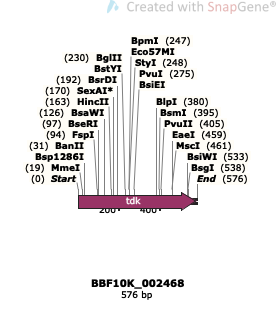 Created with SnapGene®
BpmI (247)
Eco57MI
(230) BglII StyI (248)
BstYI PvuI (275)
(192) BsrDI BsiEI
(170) SexAI*
(163) HincII BlpI (380)
(126) BsaWI BsmI (395)
(97) BseRI PvuII (405)
(94) FspI EaeI (459)
(31) BanII MscI (461)
Bsp1286I BsiWI (533)
(19) MmeI BsgI (538)
(0) Start End (576)
tdk
200 400
BBF10K_002468
576 bp